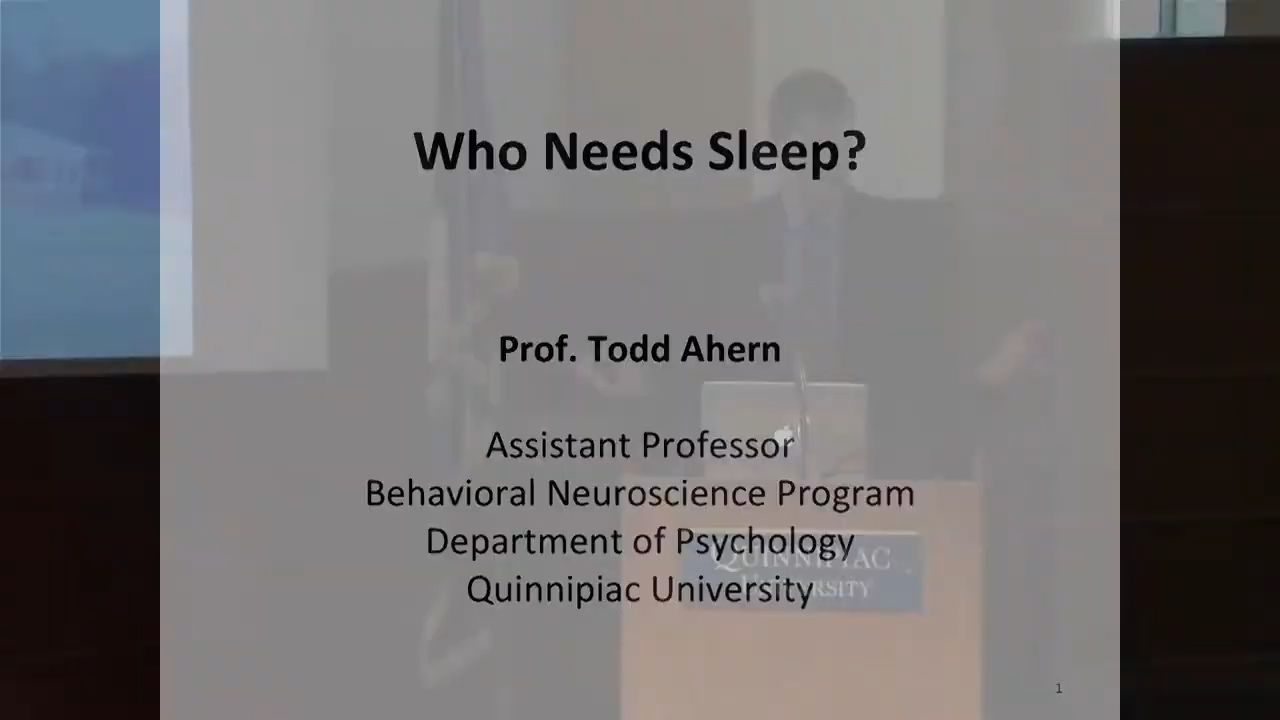 Who Needs Sleep?
Prof. Todd Ahern
Assistant Professor
Behavioral Neuroscience Program
Department of Psychology
Quinnipiac University
QUINNIPIAC
UNIVERSITY
1